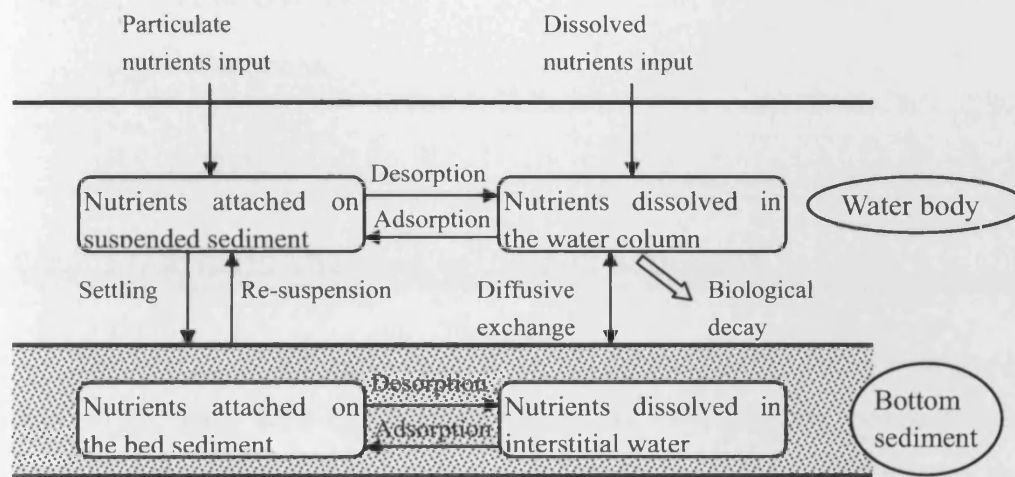 Particulate
nutrients input
Dissolved
nutrients input
Nutrients attached on
suspended sediment
Desorption
Adsorption
Nutrients dissolved in
the water column
Water body
Settling
Re-suspension
Diffusive
exchange
Biological
decay
Nutrients attached on
the bed sediment
Desorption
Adsorption
Nutrients dissolved in
interstitial water
Bottom
sediment